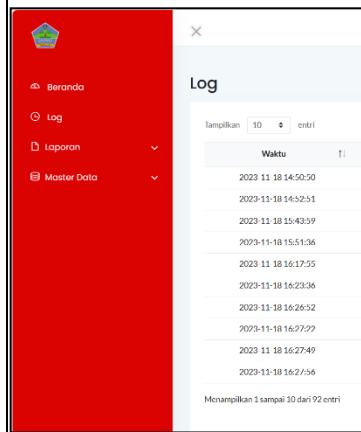 Beranda
Log
Laporan
Master Data
Log
Tampilkan 10 entri
Waktu
2023-11-18 14:50:50
2023-11-18 14:52:51
2023-11-18 15:43:59
2023-11-18 15:51:36
2023-11-18 16:17:55
2023-11-18 16:23:36
2023-11-18 16:26:52
2023-11-18 16:27:22
2023-11-18 16:27:49
2023-11-18 16:27:56
Menampilkan 1 sampai 10 dari 92 entri